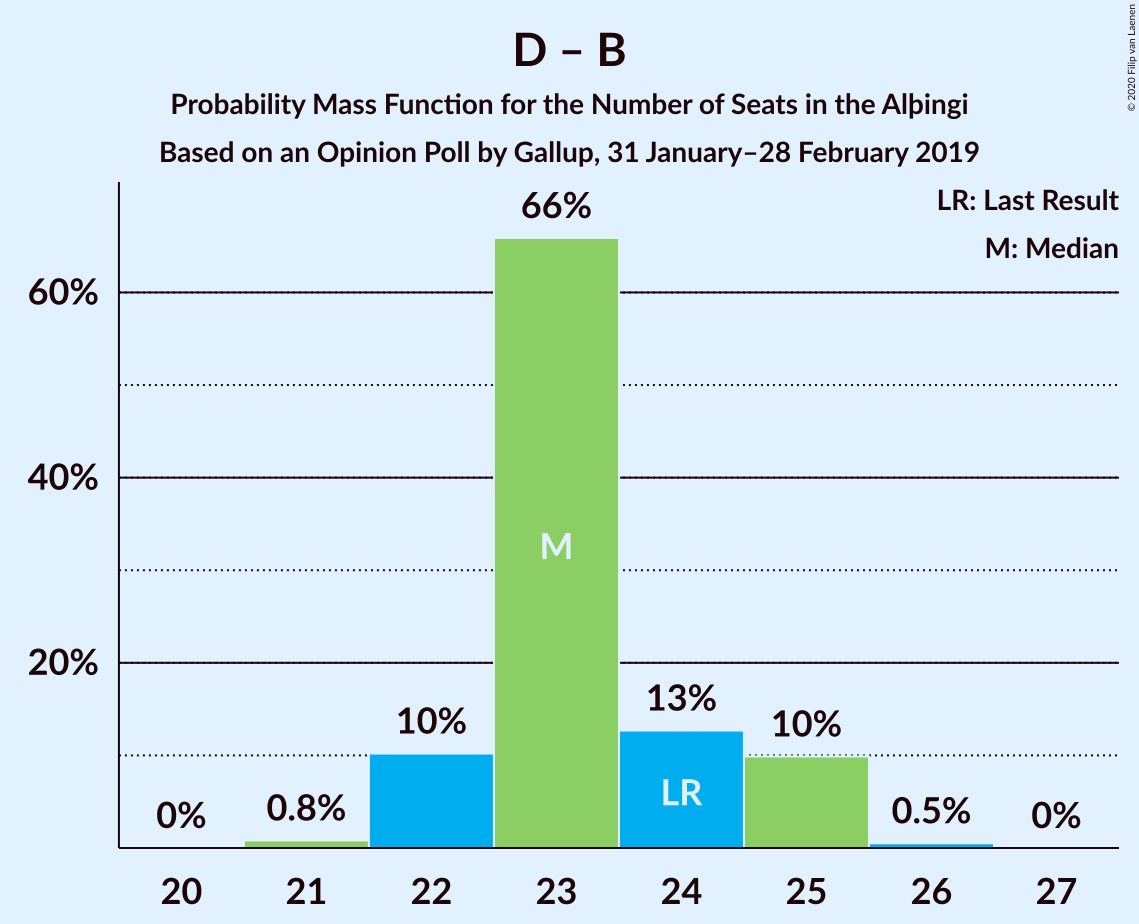 D – B
Probability Mass Function for the Number of Seats in the Alþingi
Based on an Opinion Poll by Gallup, 31 January–28 February 2019
© 2020 Filip van Laenen
LR: Last Result
M: Median
60%
40%
20%
0%
0.8%
10%
66%
M
13%
LR
10%
0.5%
0%
20 21 22 23 24 25 26 27